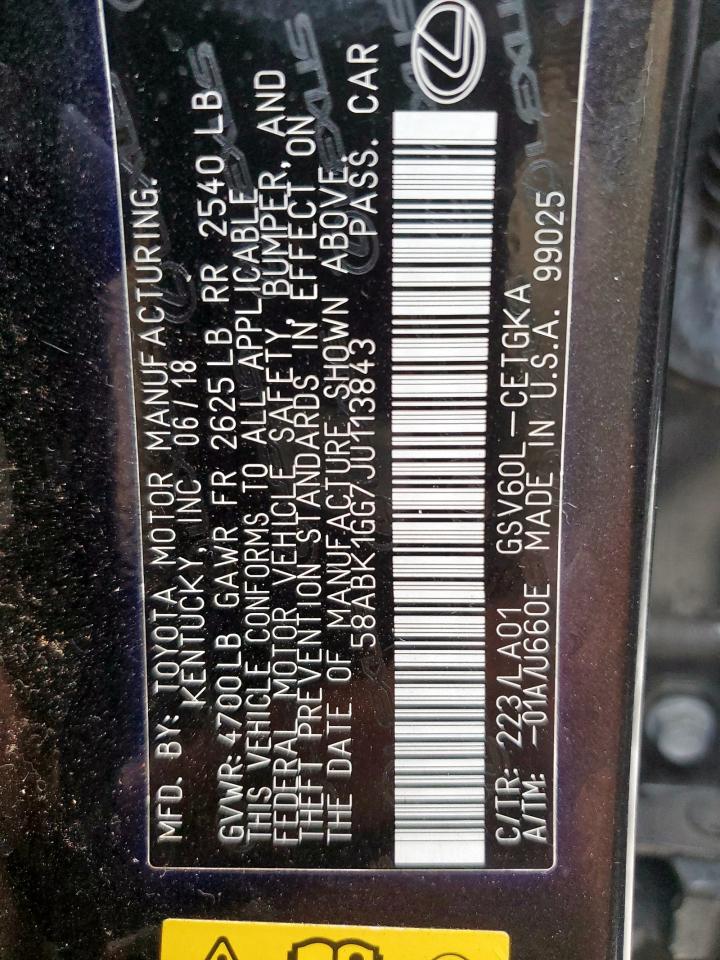 MFD. BY: TOYOTA MOTOR MANUFACTURING.
KENTUCKY, INC 06/18
GVWR: 4700LB GAWR FR 2625LB RR 2540LB
THIS VEHICLE CONFORMS TO ALL APPLICABLE
FEDERAL MOTOR VEHICLE SAFETY, BUMPER, AND
THEFT PREVENTION STANDARDS IN EFFECT ON
THE DATE OF MANUFACTURE SHOWN ABOVE.
58ABK1GG7JU113843 PASS. CAR
C/TR: 223/LA01 GSV60L-CETGKA
A/TM: -01A/U660E MADE IN U.S.A. 99025
LEXUS